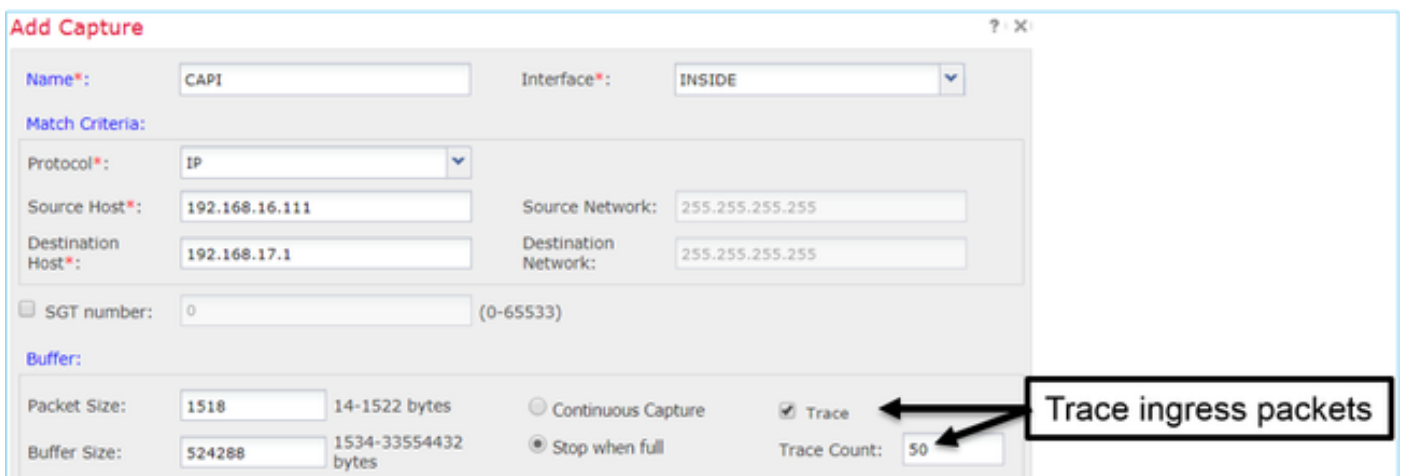 Add Capture
? X
Name*: CAPI Interface*: INSIDE
Match Criteria:
Protocol*: IP
Source Host*: 192.168.16.111 Source Network: 255.255.255.255
Destination Host*: 192.168.17.1 Destination Network: 255.255.255.255
SGT number: 0 (0-65533)
Buffer:
Packet Size: 1518 14-1522 bytes Continuous Capture Trace
Buffer Size: 524288 1534-33554432 bytes Stop when full Trace Count: 50
Trace ingress packets